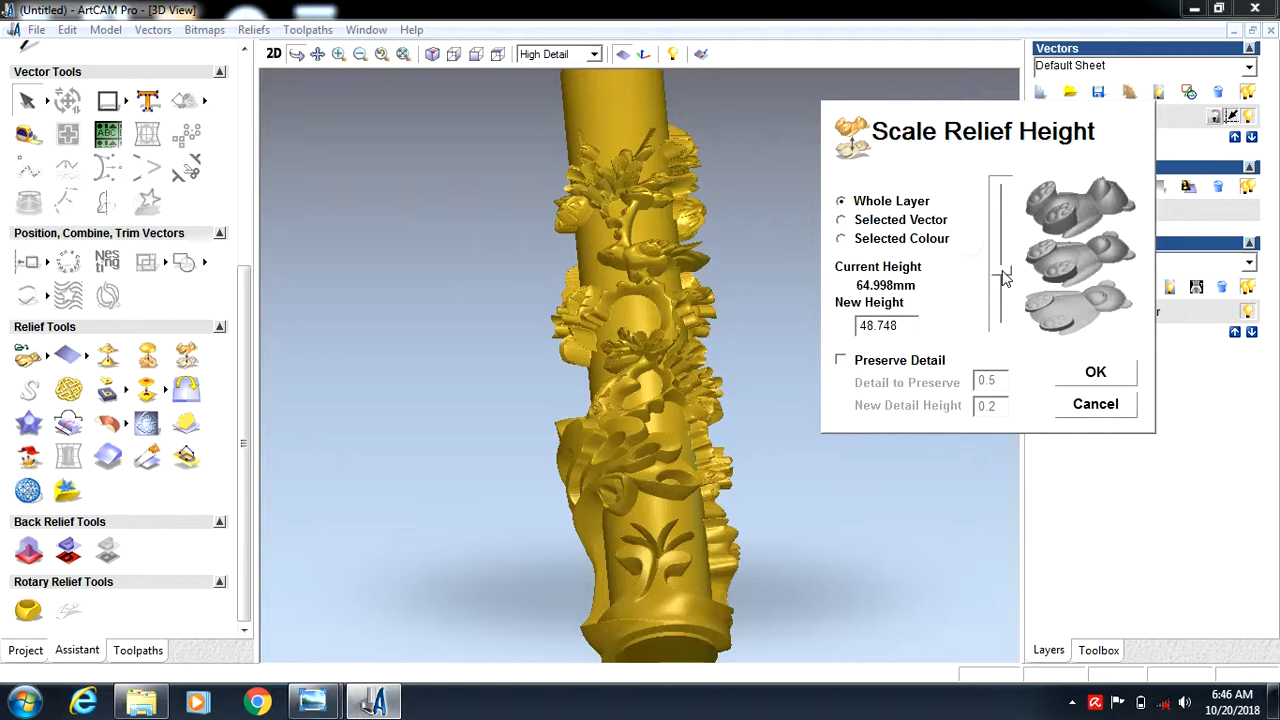 (Untitled) - ArtCAM Pro - [3D View]
File Edit Model Vectors Bitmaps Reliefs Toolpaths Window Help
2D High Detail
Vectors
Default Sheet
Vector Tools
ABC
Position, Combine, Trim Vectors
Nes
ting
Relief Tools
Back Relief Tools
Rotary Relief Tools
Project Assistant Toolpaths
Scale Relief Height
Whole Layer
Selected Vector
Selected Colour
Current Height
64.998mm
New Height
48.748
Preserve Detail
Detail to Preserve 0.5
New Detail Height 0.2
OK
Cancel
Layers Toolbox
6:46 AM
10/20/2018